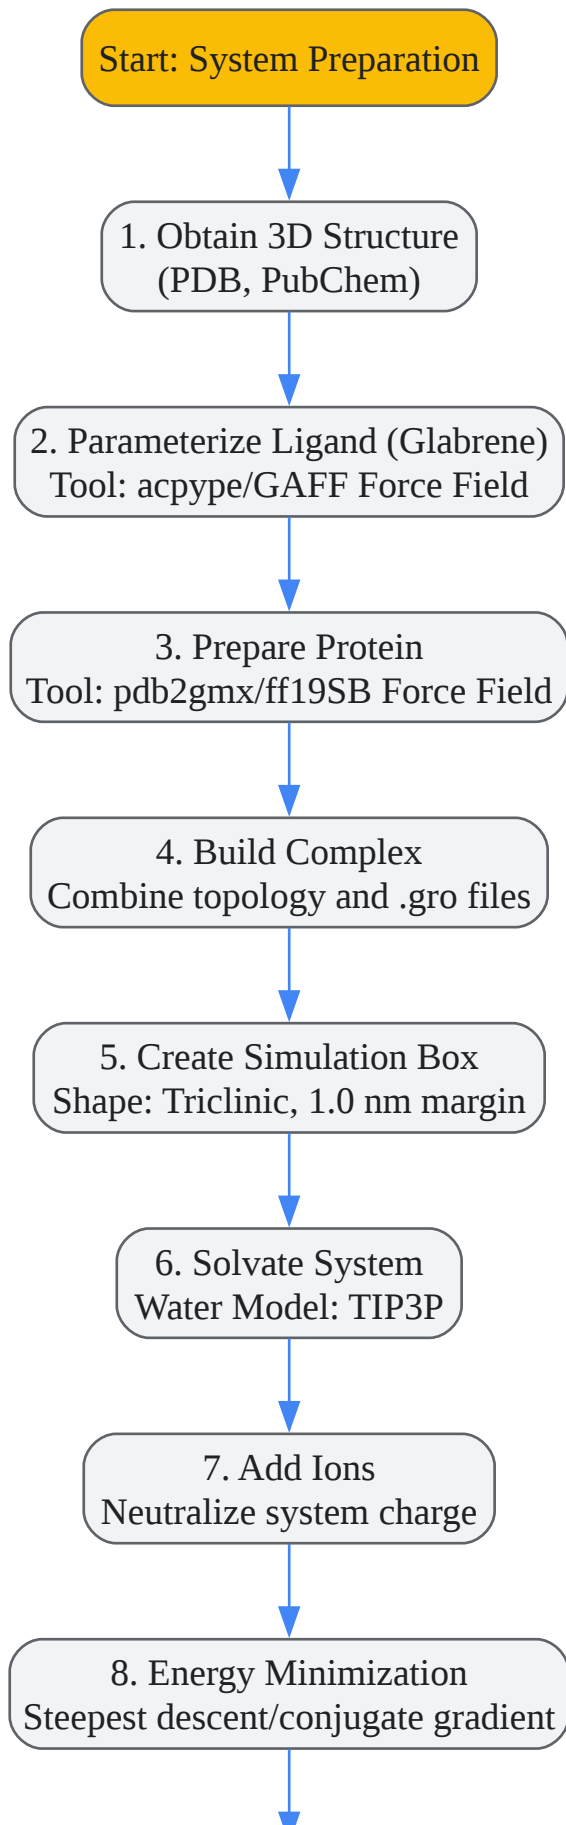 Start: System Preparation
1. Obtain 3D Structure
(PDB, PubChem)
2. Parameterize Ligand (Glabrene)
Tool: acpype/GAFF Force Field
3. Prepare Protein
Tool: pdb2gmx/ff19SB Force Field
4. Build Complex
Combine topology and .gro files
5. Create Simulation Box
Shape: Triclinic, 1.0 nm margin
6. Solvate System
Water Model: TIP3P
7. Add Ions
Neutralize system charge
8. Energy Minimization
Steepest descent/conjugate gradient